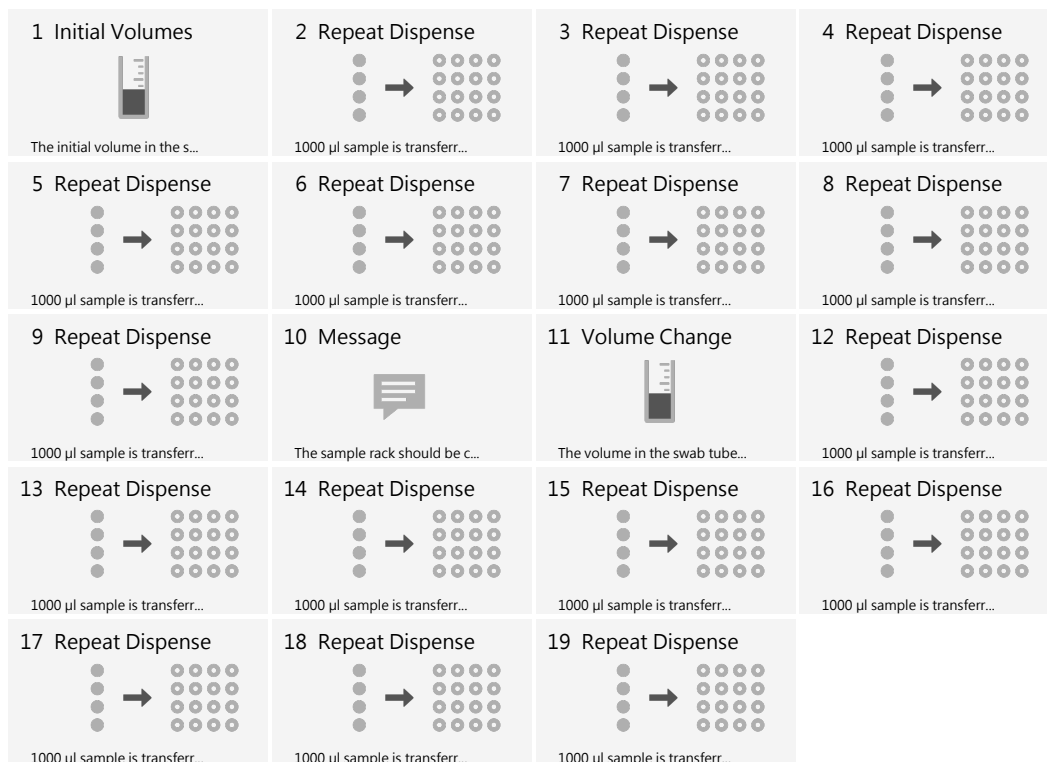 1 Initial Volumes
The initial volume in the s...
2 Repeat Dispense
1000 µl sample is transferr...
3 Repeat Dispense
1000 µl sample is transferr...
4 Repeat Dispense
1000 µl sample is transferr...
5 Repeat Dispense
1000 µl sample is transferr...
6 Repeat Dispense
1000 µl sample is transferr...
7 Repeat Dispense
1000 µl sample is transferr...
8 Repeat Dispense
1000 µl sample is transferr...
9 Repeat Dispense
1000 µl sample is transferr...
10 Message
The sample rack should be c...
11 Volume Change
The volume in the swab tube...
12 Repeat Dispense
1000 µl sample is transferr...
13 Repeat Dispense
1000 µl sample is transferr...
14 Repeat Dispense
1000 µl sample is transferr...
15 Repeat Dispense
1000 µl sample is transferr...
16 Repeat Dispense
1000 µl sample is transferr...
17 Repeat Dispense
1000 µl sample is transferr...
18 Repeat Dispense
1000 µl sample is transferr...
19 Repeat Dispense
1000 µl sample is transferr...